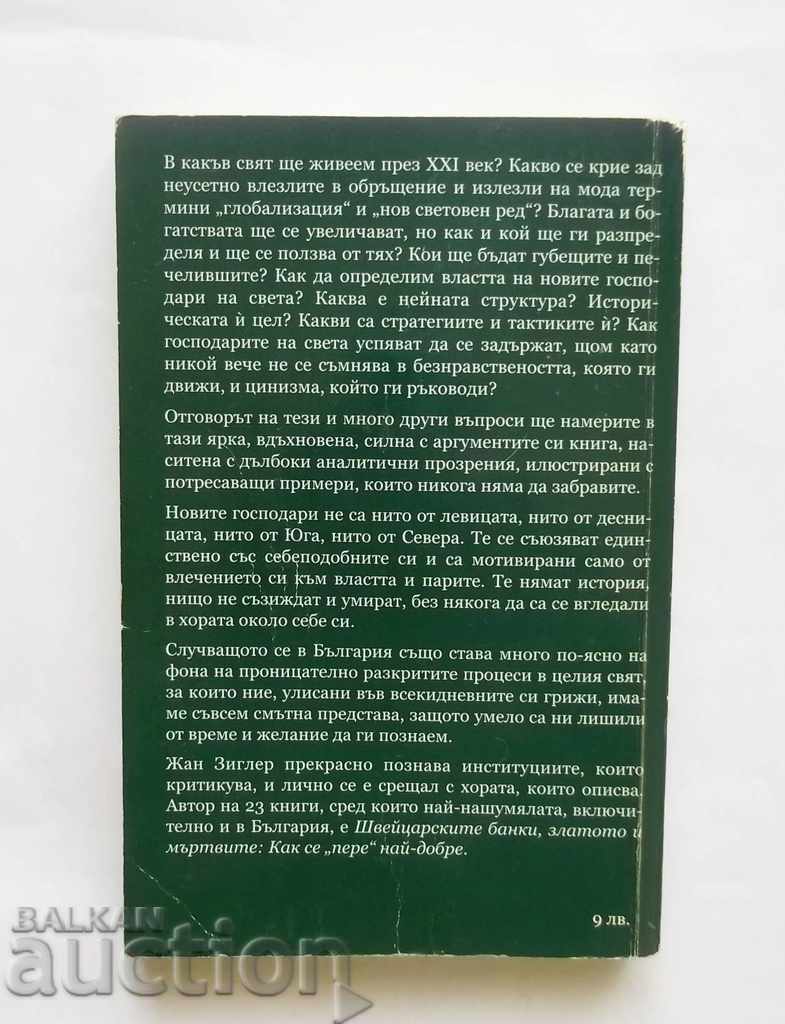 В какъв свят ще живеем през XXI век? Какво се крие зад
неусетно влезлите в обръщение и излезли на мода тер-
мини „глобализация“ и „нов световен ред“? Благата и бо-
гатствата ще се увеличават, но как и кой ще ги разпре-
деля и ще се ползва от тях? Кои ще бъдат губещите и пе-
челившите? Как да определим властта на новите госпо-
дари на света? Каква е нейната структура? Истори-
ческата ѝ цел? Какви са стратегиите и тактиките ѝ? Как
господарите на света успяват да се задържат, щом като
никой вече не се съмнява в безнравствеността, която ги
движи, и цинизма, който ги ръководи?
Отговорът на тези и много други въпроси ще намерите в
тази ярка, вдъхновена, силна с аргументите си книга, на-
ситена с дълбоки аналитични прозрения, илюстрирани с
потресаващи примери, които никога няма да забравите.
Новите господари не са нито от левицата, нито от десни-
цата, нито от Юга, нито от Севера. Те се съюзяват един-
ствено със себеподобните си и са мотивирани само от
влечението си към властта и парите. Те нямат история,
нищо не съзиждат и умират, без някога да са се вгледали
в хората около себе си.
Случващото се в България също става много по-ясно на
фона на проницателно разкритите процеси в целия свят,
за които ние, улисани във всекидневните си грижи, има-
ме съвсем смътна представа, защото умело са ни лишили
от време и желание да ги познаем.
Жан Зиглер прекрасно познава институциите, които
критикува, и лично се е срещал с хората, които описва.
Автор на 23 книги, сред които най-нашумялата, включи-
телно и в България, е Швейцарските банки, златото и
мъртвите: Как се „пере“ най-добре.
9 лв.
BALKAN
auction